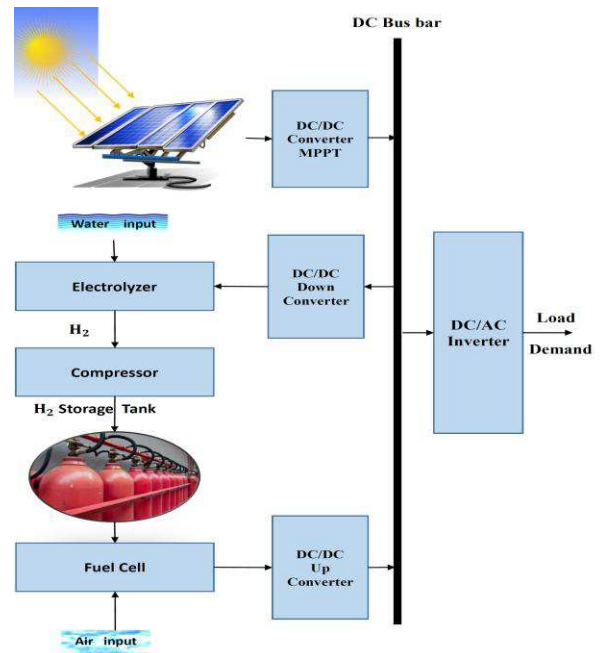 DC Bus bar
DC/DC
Converter
MPPT
Water input
Electrolyzer
DC/DC
Down
Converter
DC/AC
Inverter
Load
Demand
H₂
Compressor
H₂ Storage Tank
Fuel Cell
DC/DC
Up
Converter
Air input